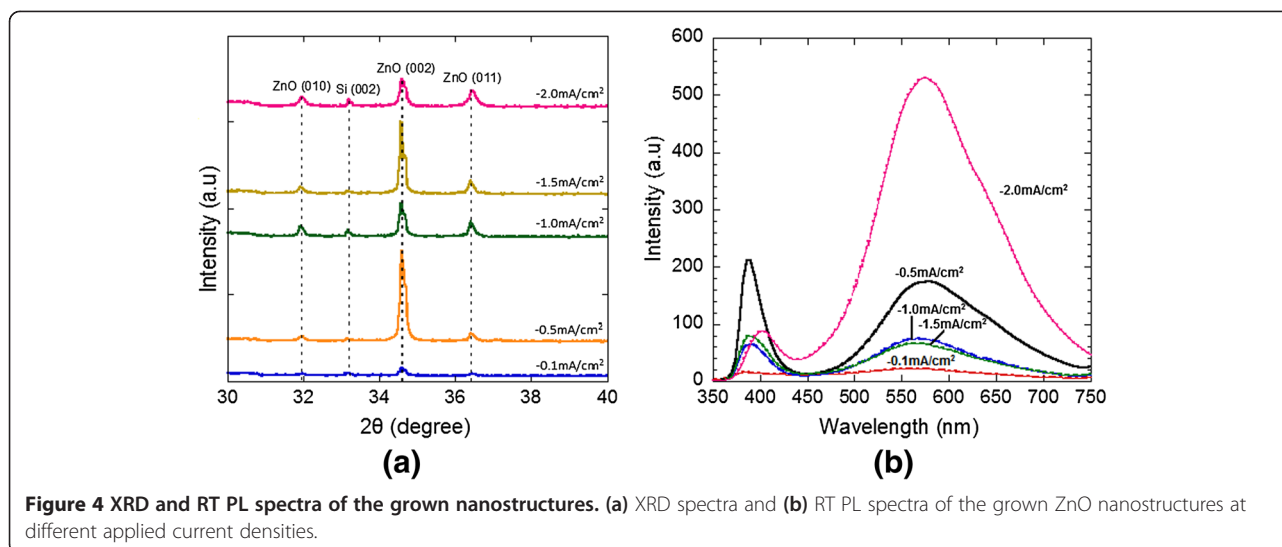 ZnO (010)
Si (002)
ZnO (002)
ZnO (011)
-2.0mA/cm²
-1.5mA/cm²
-1.0mA/cm²
-0.5mA/cm²
-0.1mA/cm²
Intensity (a.u)
30 32 34 36 38 40
2θ (degree)
(a)
600
500
400
300
200
100
0
Intensity (a.u)
-2.0mA/cm²
-0.5mA/cm²
-1.0mA/cm²
-1.5mA/cm²
-0.1mA/cm²
350 400 450 500 550 600 650 700 750
Wavelength (nm)
(b)
Figure 4 XRD and RT PL spectra of the grown nanostructures. (a) XRD spectra and (b) RT PL spectra of the grown ZnO nanostructures at
different applied current densities.